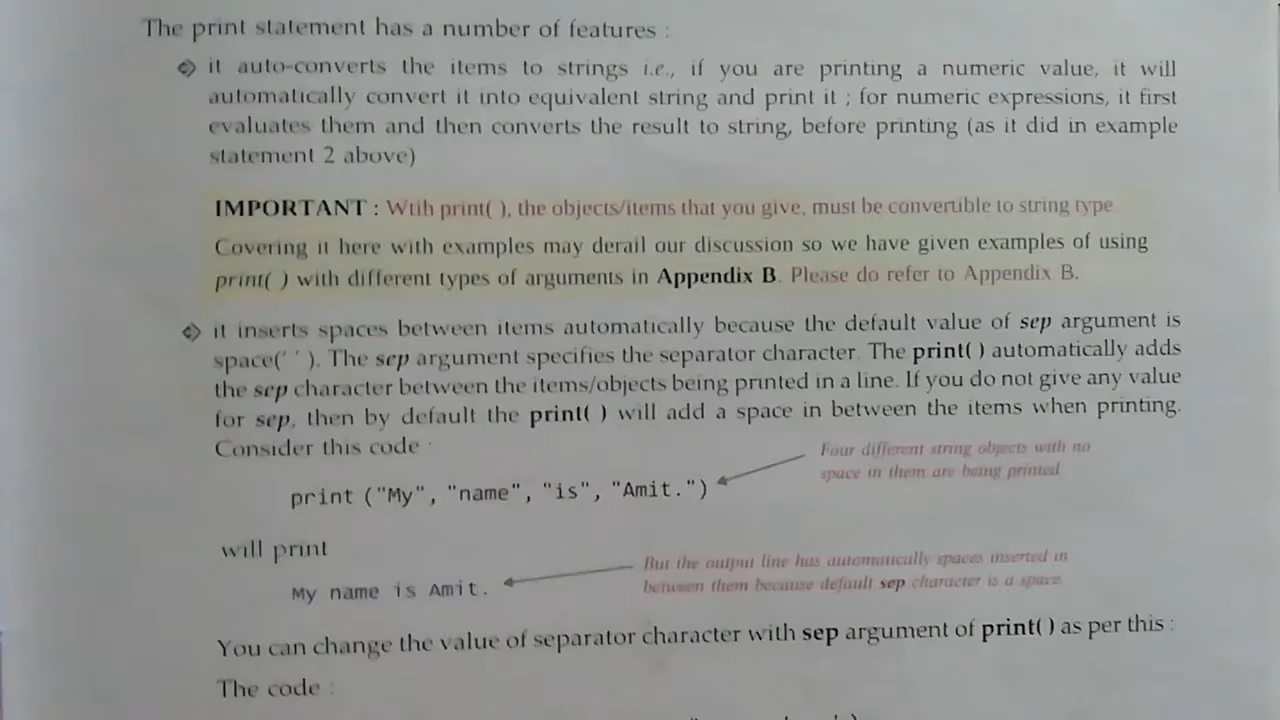 The print statement has a number of features :
it auto-converts the items to strings i.e., if you are printing a numeric value, it will
automatically convert it into equivalent string and print it ; for numeric expressions, it first
evaluates them and then converts the result to string, before printing (as it did in example
statement 2 above)
IMPORTANT : Wtih print( ), the objects/items that you give, must be convertible to string type
Covering it here with examples may derail our discussion so we have given examples of using
print( ) with different types of arguments in Appendix B. Please do refer to Appendix B.
it inserts spaces between items automatically because the default value of sep argument is
space(' '). The sep argument specifies the separator character. The print( ) automatically adds
the sep character between the items/objects being printed in a line. If you do not give any value
for sep, then by default the print( ) will add a space in between the items when printing.
Consider this code :
Four different string objects with no
space in them are being printed
print ("My", "name", "is", "Amit.")
will print
But the output line has automatically spaces inserted in
between them because default sep character is a space.
My name is Amit.
You can change the value of separator character with sep argument of print( ) as per this :
The code :